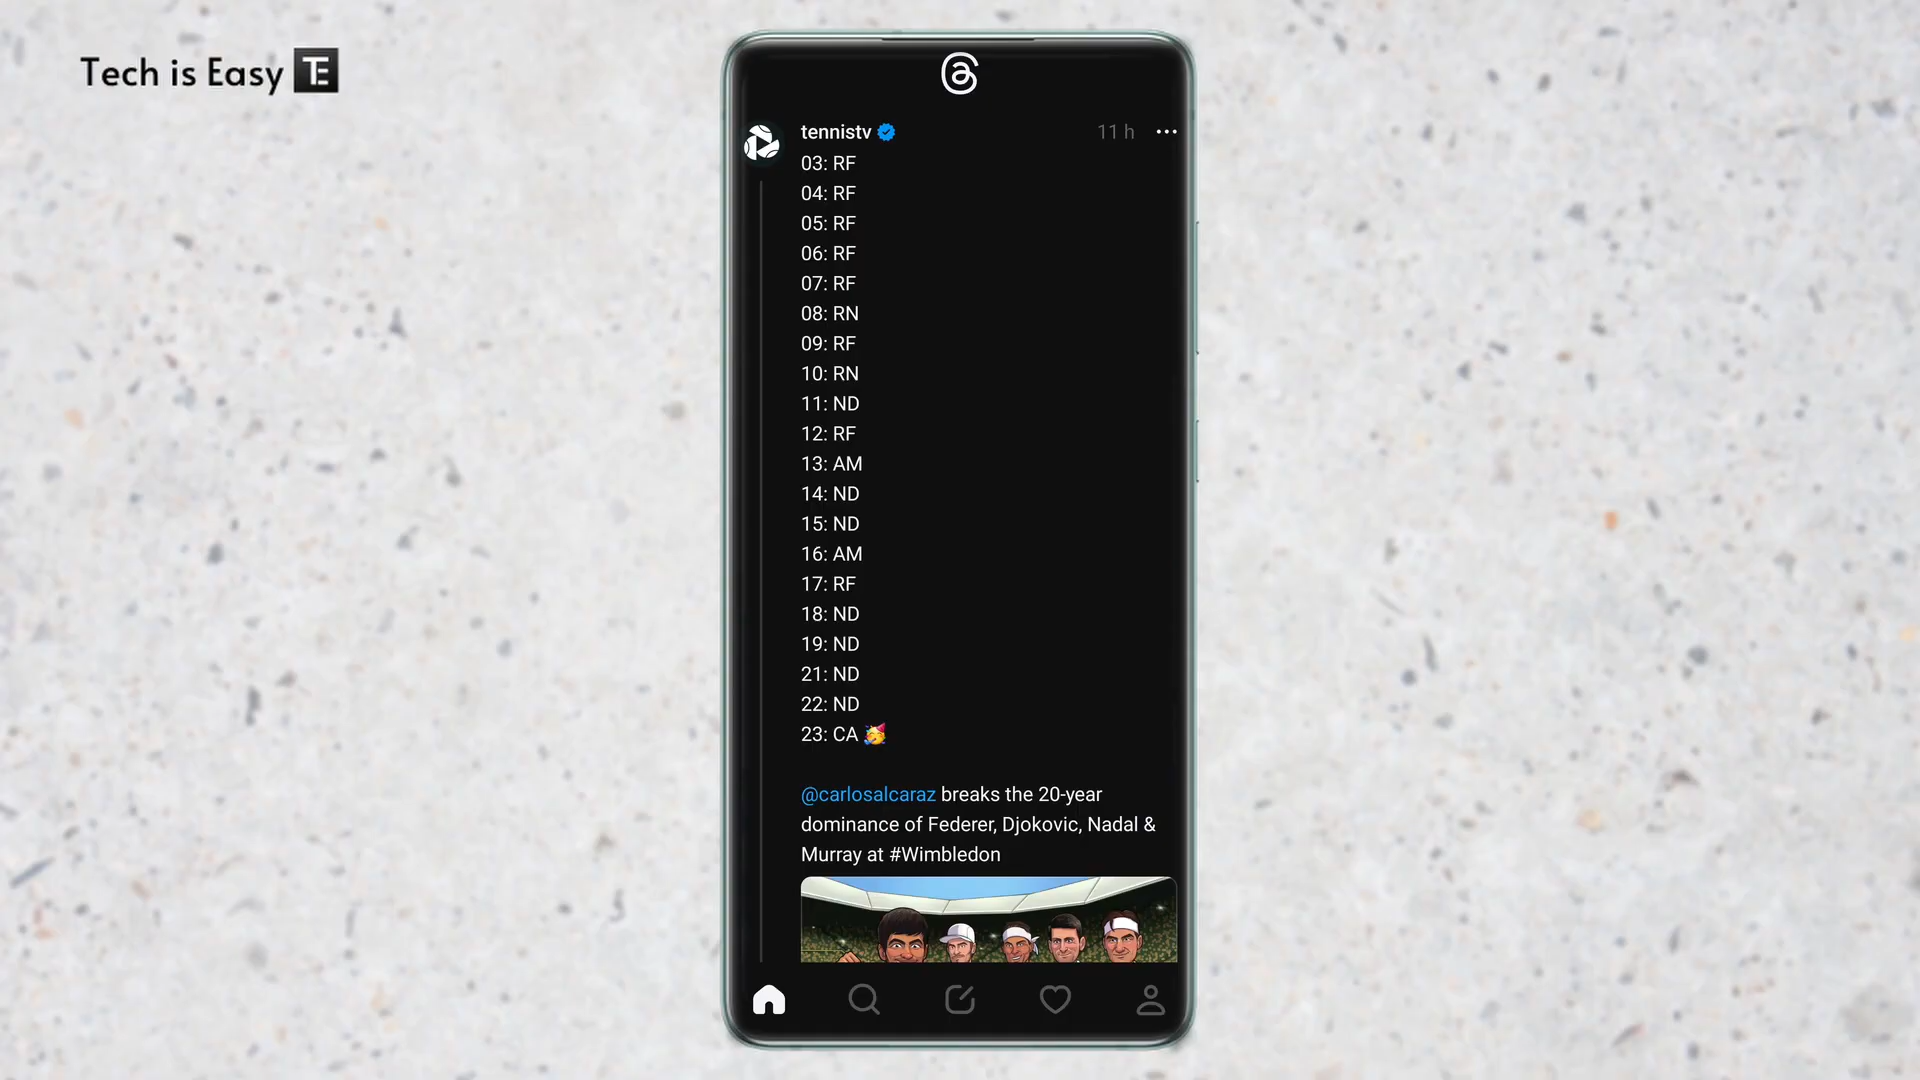 Tech is Easy TE
tennistv 11 h
03: RF
04: RF
05: RF
06: RF
07: RF
08: RN
09: RF
10: RN
11: ND
12: RF
13: AM
14: ND
15: ND
16: AM
17: RF
18: ND
19: ND
21: ND
22: ND
23: CA 🥳
@carlosalcaraz breaks the 20-year
dominance of Federer, Djokovic, Nadal &
Murray at #Wimbledon